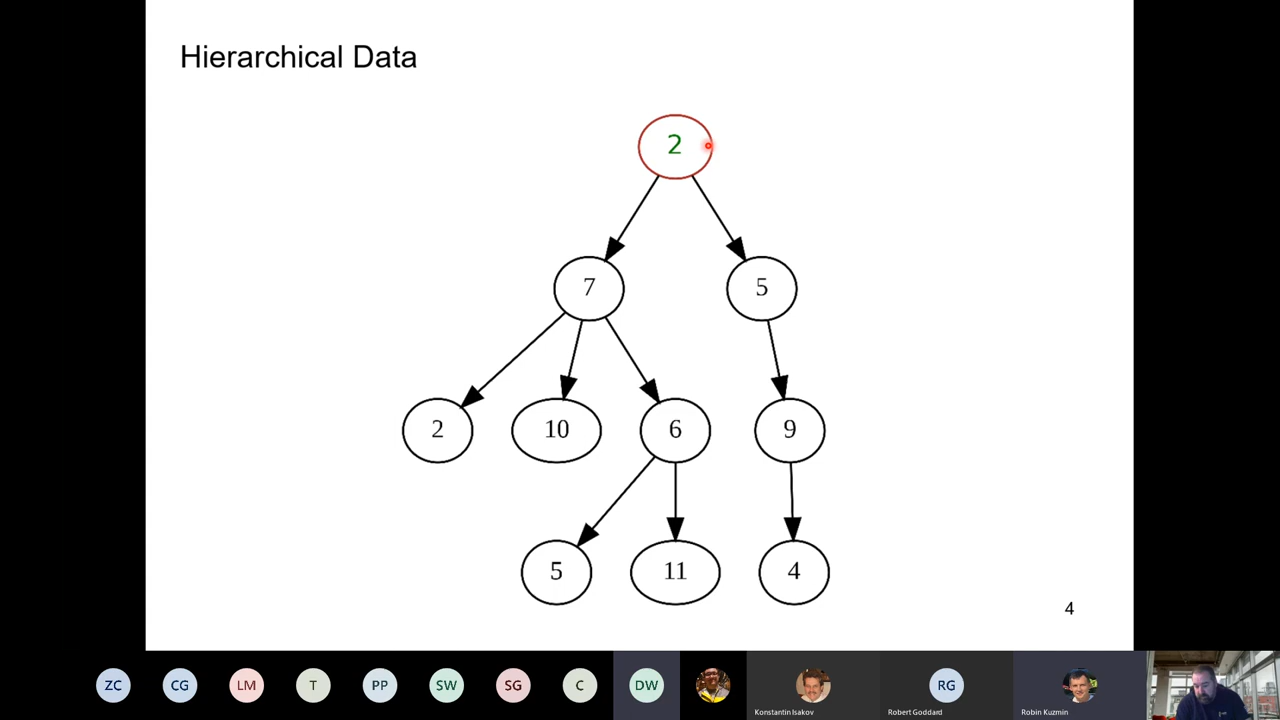 Hierarchical Data
2
7
5
2
10
6
9
5
11
4
4
ZC
CG
LM
T
PP
SW
SG
C
DW
Konstantin Isakov
RG
Robert Goddard
Robin Kuzmin